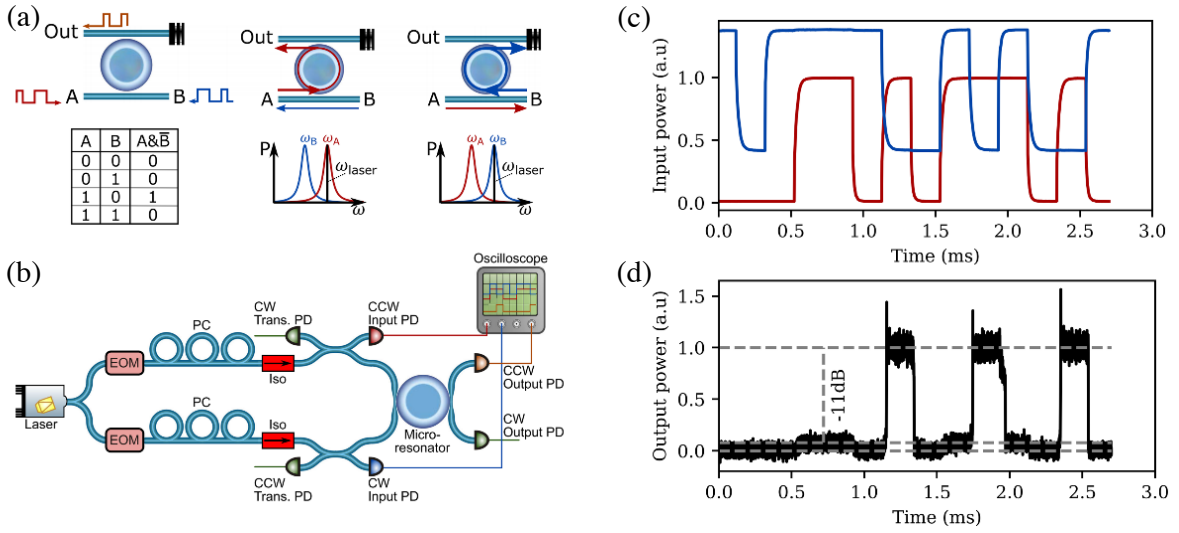 (a)
Out
A
B
A B A&B̅
0 0 0
0 1 0
1 0 1
1 1 0
Out
A
B
P
ω_B ω_A
ω_laser
ω
Out
A
B
P
ω_A ω_B
ω_laser
ω
(b)
Oscilloscope
CW
Trans. PD
CCW
Input PD
PC
EOM
Iso
CCW
Output PD
Laser
CW
Output PD
PC
Iso
Micro-
resonator
EOM
CCW
Trans. PD
CW
Input PD
(c)
Input power (a.u)
1.0
0.5
0.0
0.0 0.5 1.0 1.5 2.0 2.5 3.0
Time (ms)
(d)
Output power (a.u)
1.5
1.0
0.5
0.0
-11dB
0.0 0.5 1.0 1.5 2.0 2.5 3.0
Time (ms)